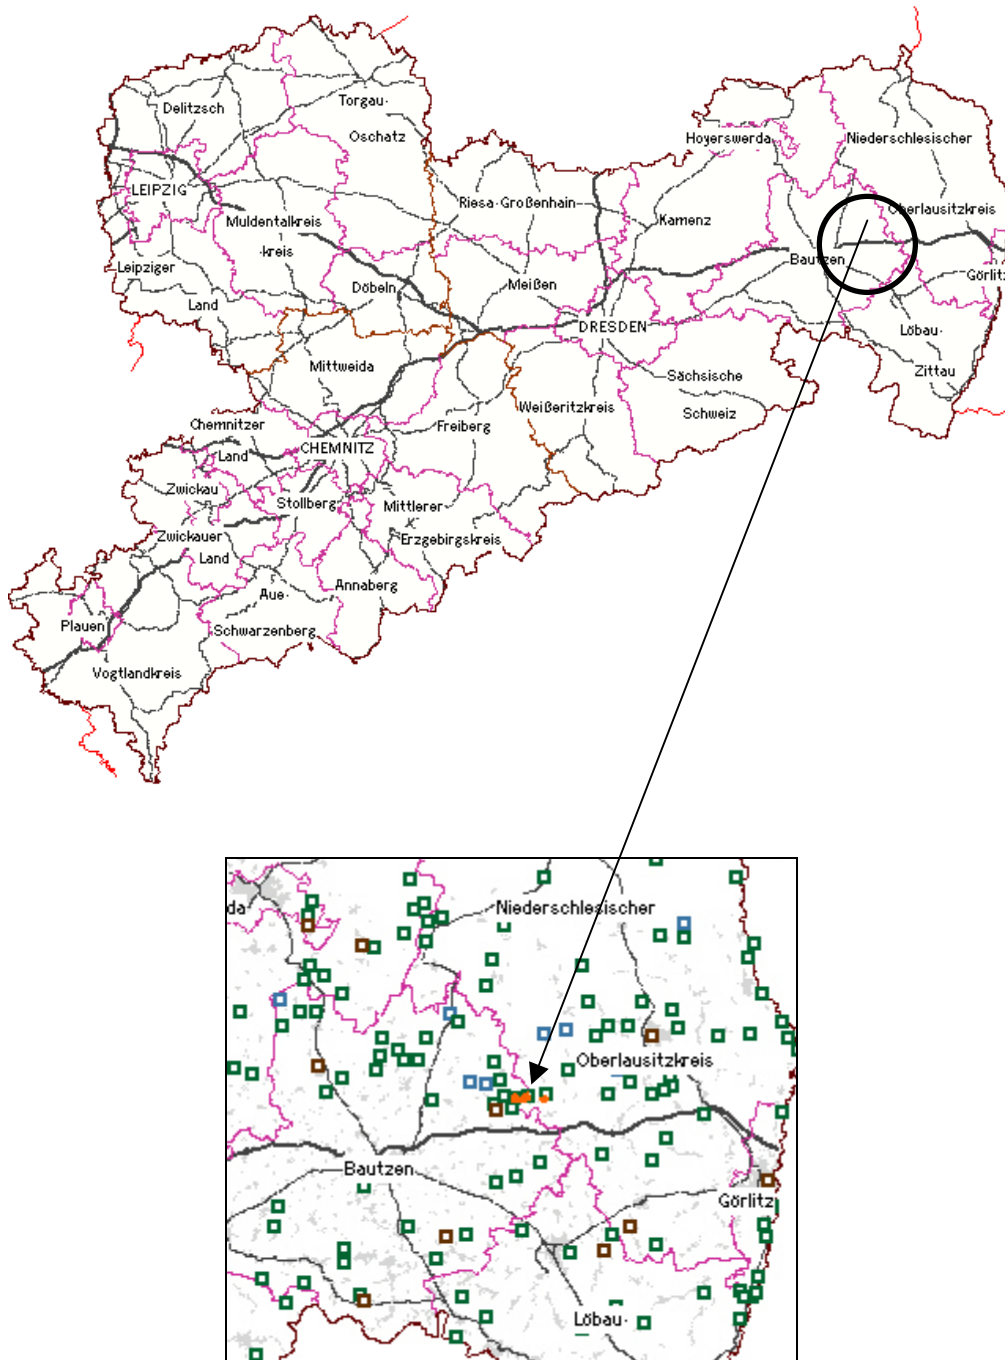 Delitzsch
Torgau-
Oschatz
LEIPZIG
Muldentalkreis
-kreis
Leipziger
Land
Döbeln
Riesa-Großenhain
Meißen
Hoyerswerda
Kamenz
Niederschlesischer
Oberlausitzkreis
Bautzen
Görlitz
Löbau-
Zittau
DRESDEN
Sächsische
Schweiz
Weißeritzkreis
Mittweida
Freiberg
Chemnitzer
Land
CHEMNITZ
Zwickau
Stollberg
Mittlerer
Erzgebirgskreis
Zwickauer
Land
Annaberg
Aue-
Schwarzenberg
Plauen
Vogtlandkreis
da
Niederschlesischer
Oberlausitzkreis
Bautzen
Görlitz
Löbau-